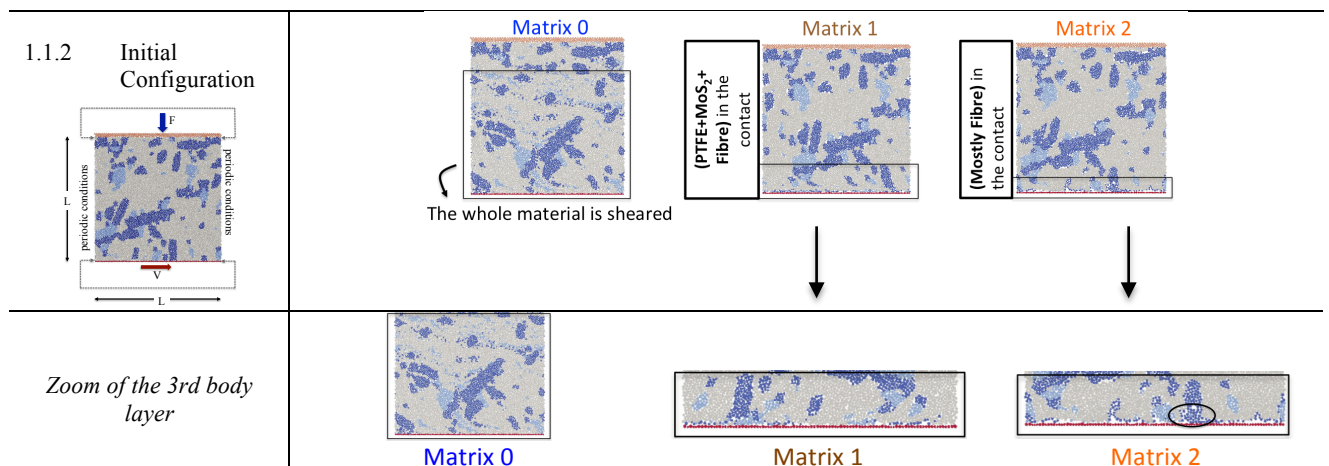 Matrix 0
Matrix 1
Matrix 2
1.1.2 Initial
Configuration
F
periodic conditions
periodic conditions
L
V
L
The whole material is sheared
(PTFE+MoS₂+
Fibre) in the
contact
(Mostly Fibre) in
the contact
Zoom of the 3rd body
layer
Matrix 0
Matrix 1
Matrix 2